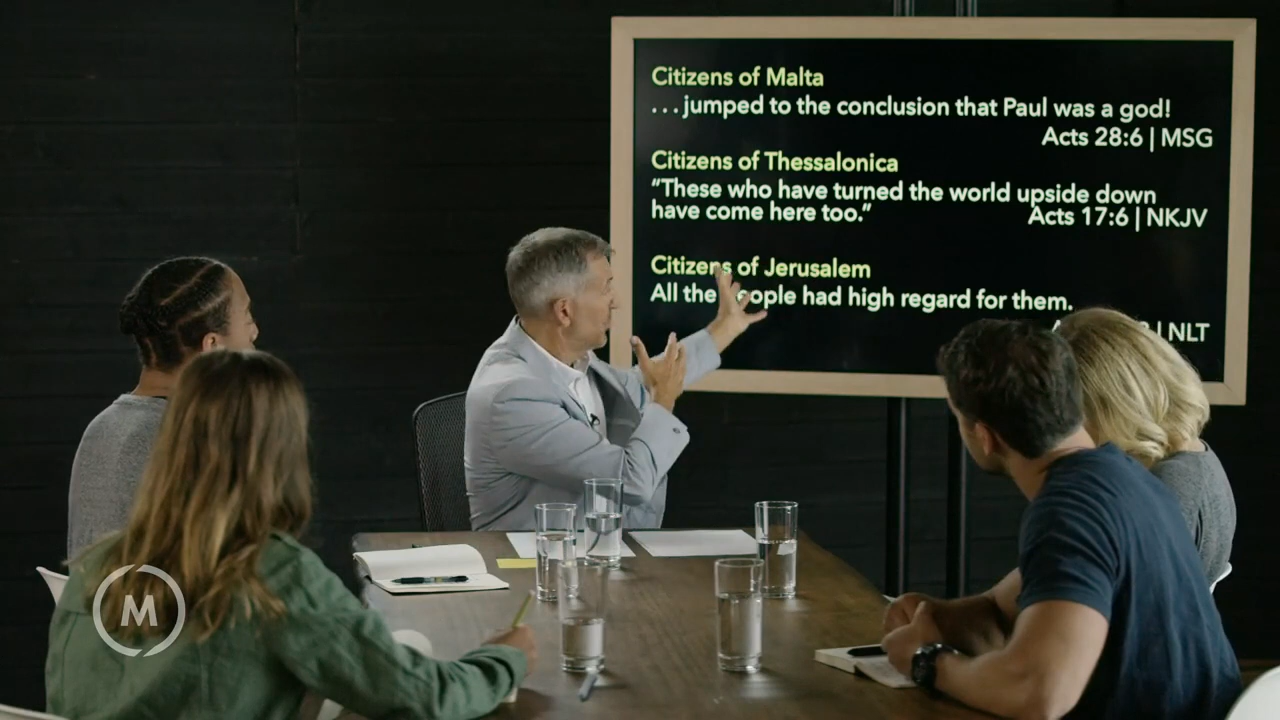 Citizens of Malta
. . . jumped to the conclusion that Paul was a god!
Acts 28:6 | MSG
Citizens of Thessalonica
“These who have turned the world upside down
have come here too.”
Acts 17:6 | NKJV
Citizens of Jerusalem
All the had high regard for them.
| NLT
M